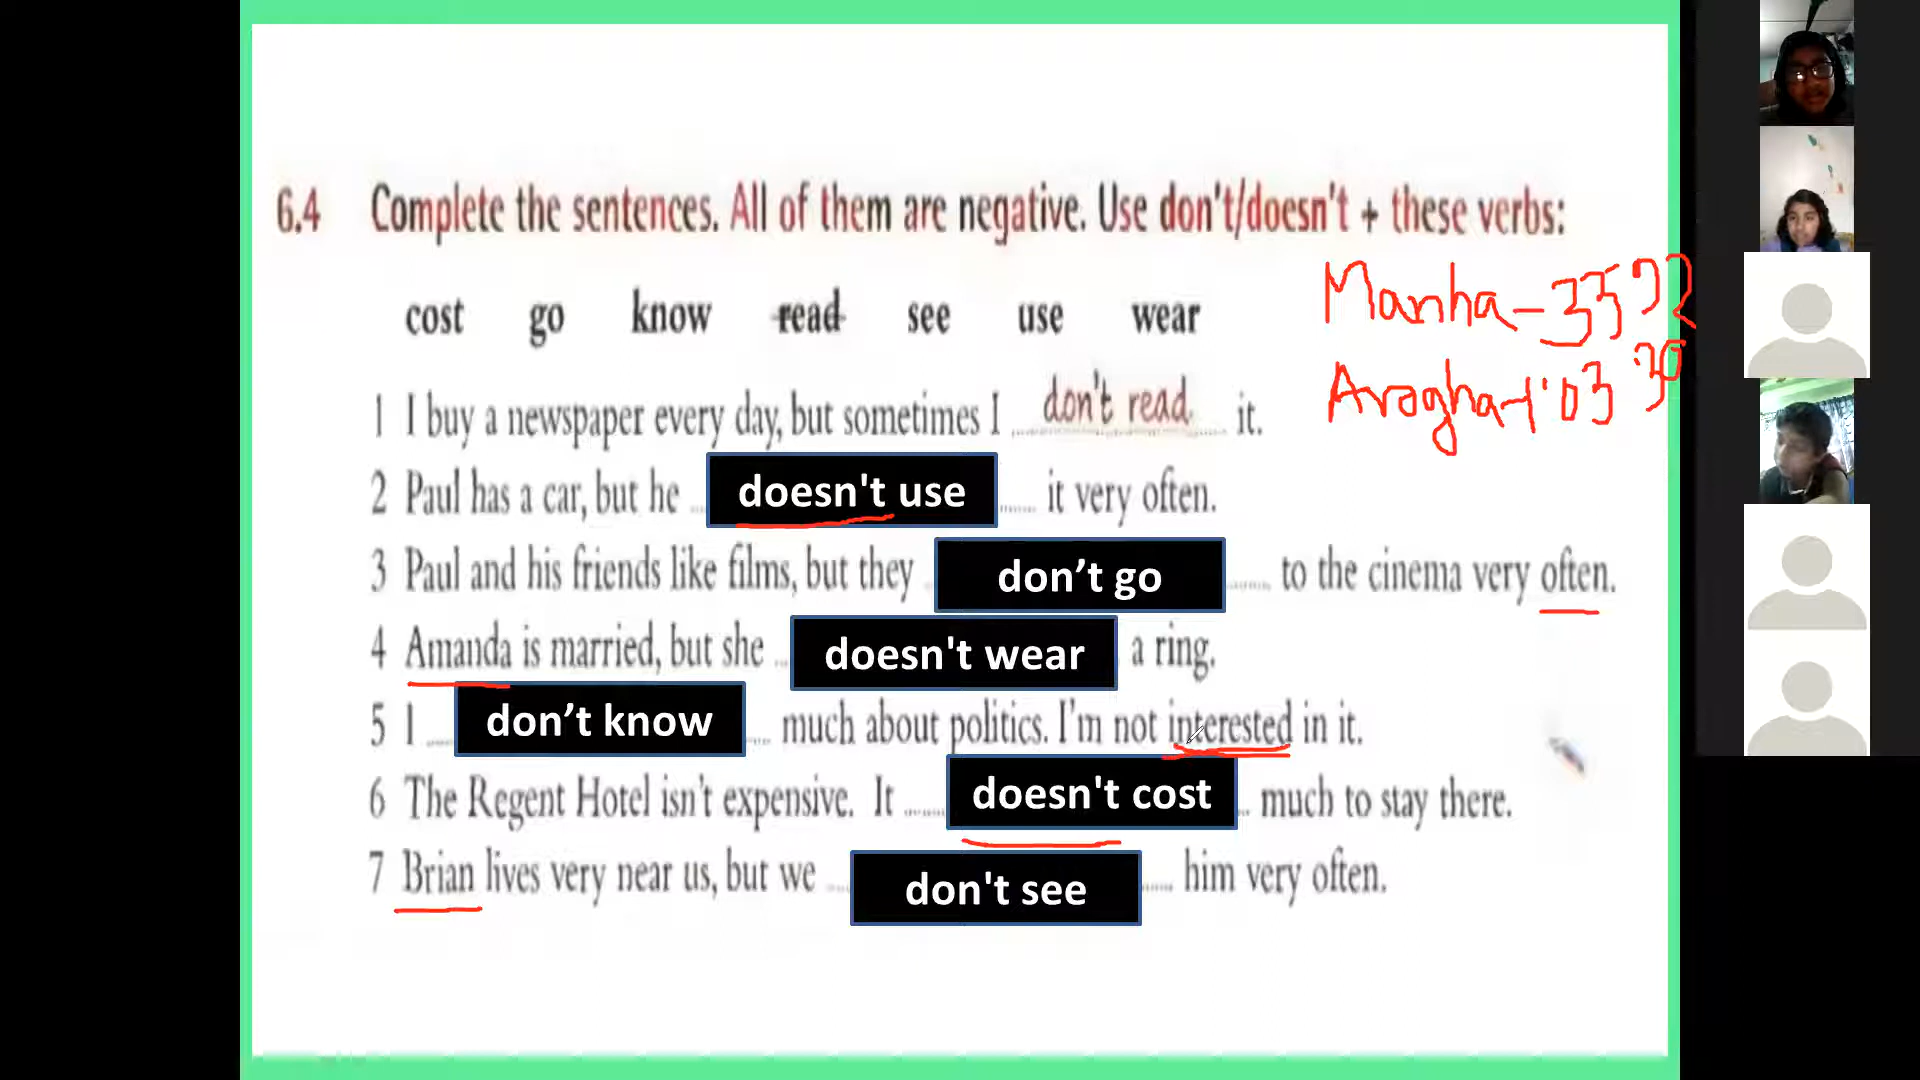 6.4 Complete the sentences. All of them are negative. Use don't/doesn't + these verbs:
cost go know read see use wear
Manha-33
Arogha-1'03
1 I buy a newspaper every day, but sometimes I don't read it.
2 Paul has a car, but he doesn't use it very often.
3 Paul and his friends like films, but they don't go to the cinema very often.
4 Amanda is married, but she doesn't wear a ring.
5 I don't know much about politics. I'm not interested in it.
6 The Regent Hotel isn't expensive. It doesn't cost much to stay there.
7 Brian lives very near us, but we don't see him very often.